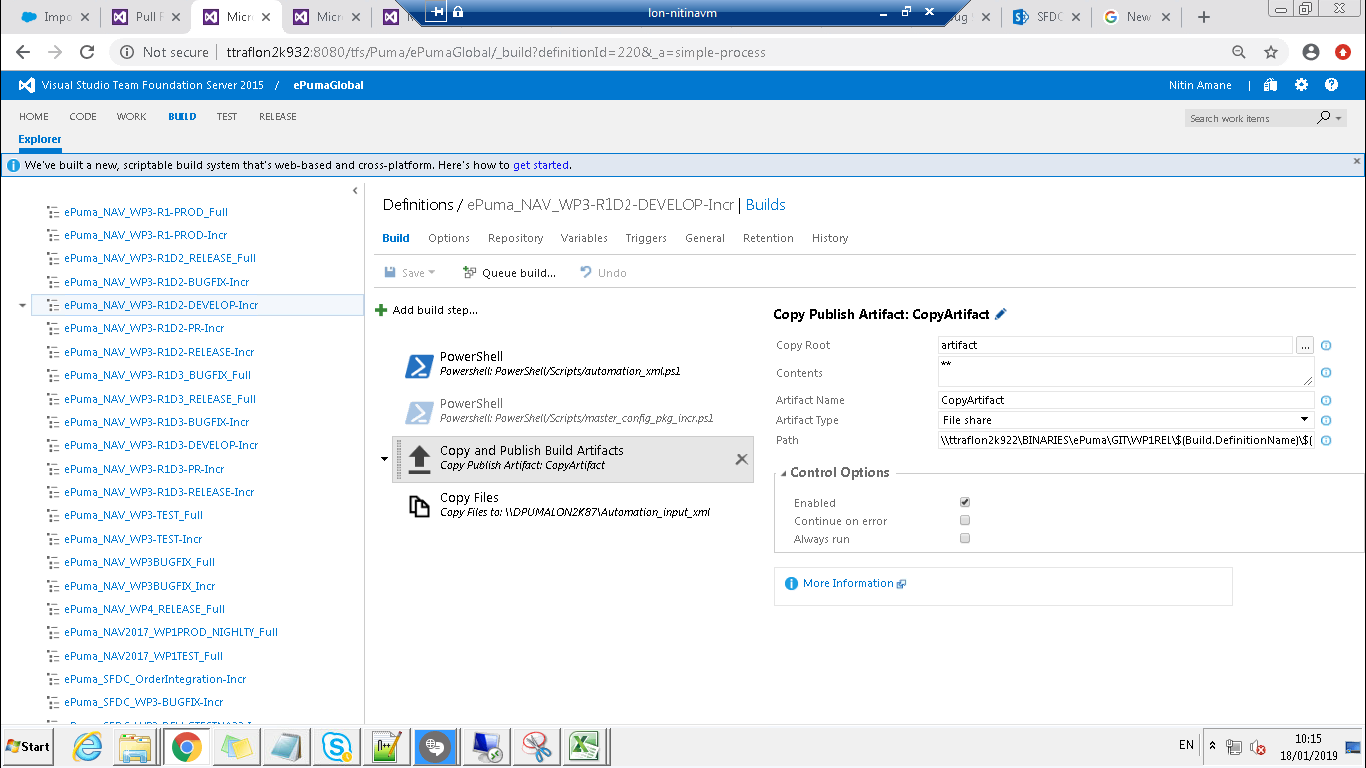 Impo
Pull F
Micro
Micro
lon-nitinavm
SFDC
New
Not secure
ttraflon2k932:8080/tfs/Puma/ePumaGlobal/_build?definitionId=220&_a=simple-process
Visual Studio Team Foundation Server 2015 / ePumaGlobal
Nitin Amane
HOME CODE WORK BUILD TEST RELEASE
Search work items
Explorer
We've built a new, scriptable build system that's web-based and cross-platform. Here's how to get started.
ePuma_NAV_WP3-R1-PROD_Full
ePuma_NAV_WP3-R1-PROD-Incr
ePuma_NAV_WP3-R1D2_RELEASE_Full
ePuma_NAV_WP3-R1D2-BUGFIX-Incr
ePuma_NAV_WP3-R1D2-DEVELOP-Incr
ePuma_NAV_WP3-R1D2-PR-Incr
ePuma_NAV_WP3-R1D2-RELEASE-Incr
ePuma_NAV_WP3-R1D3_BUGFIX_Full
ePuma_NAV_WP3-R1D3_RELEASE_Full
ePuma_NAV_WP3-R1D3-BUGFIX-Incr
ePuma_NAV_WP3-R1D3-DEVELOP-Incr
ePuma_NAV_WP3-R1D3-PR-Incr
ePuma_NAV_WP3-R1D3-RELEASE-Incr
ePuma_NAV_WP3-TEST_Full
ePuma_NAV_WP3-TEST-Incr
ePuma_NAV_WP3BUGFIX_Full
ePuma_NAV_WP3BUGFIX_Incr
ePuma_NAV_WP4_RELEASE_Full
ePuma_NAV2017_WP1PROD_NIGHLTY_Full
ePuma_NAV2017_WP1TEST_Full
ePuma_SFDC_OrderIntegration-Incr
ePuma_SFDC_WP3-BUGFIX-Incr
Definitions / ePuma_NAV_WP3-R1D2-DEVELOP-Incr | Builds
Build Options Repository Variables Triggers General Retention History
Save Queue build... Undo
Add build step...
PowerShell
Powershell: PowerShell/Scripts/automation_xml.ps1
PowerShell
Powershell: PowerShell/Scripts/master_config_pkg_incr.ps1
Copy and Publish Build Artifacts
Copy Publish Artifact: CopyArtifact
Copy Files
Copy Files to: \\DPUMALON2K87\Automation_input_xml
Copy Publish Artifact: CopyArtifact
Copy Root artifact ...
Contents **
Artifact Name CopyArtifact
Artifact Type File share
Path \\ttraflon2k922\BINARIES\ePuma\GIT\WP1REL\$(Build.DefinitionName)\$(
Control Options
Enabled
Continue on error
Always run
More Information
Start
EN
10:15
18/01/2019